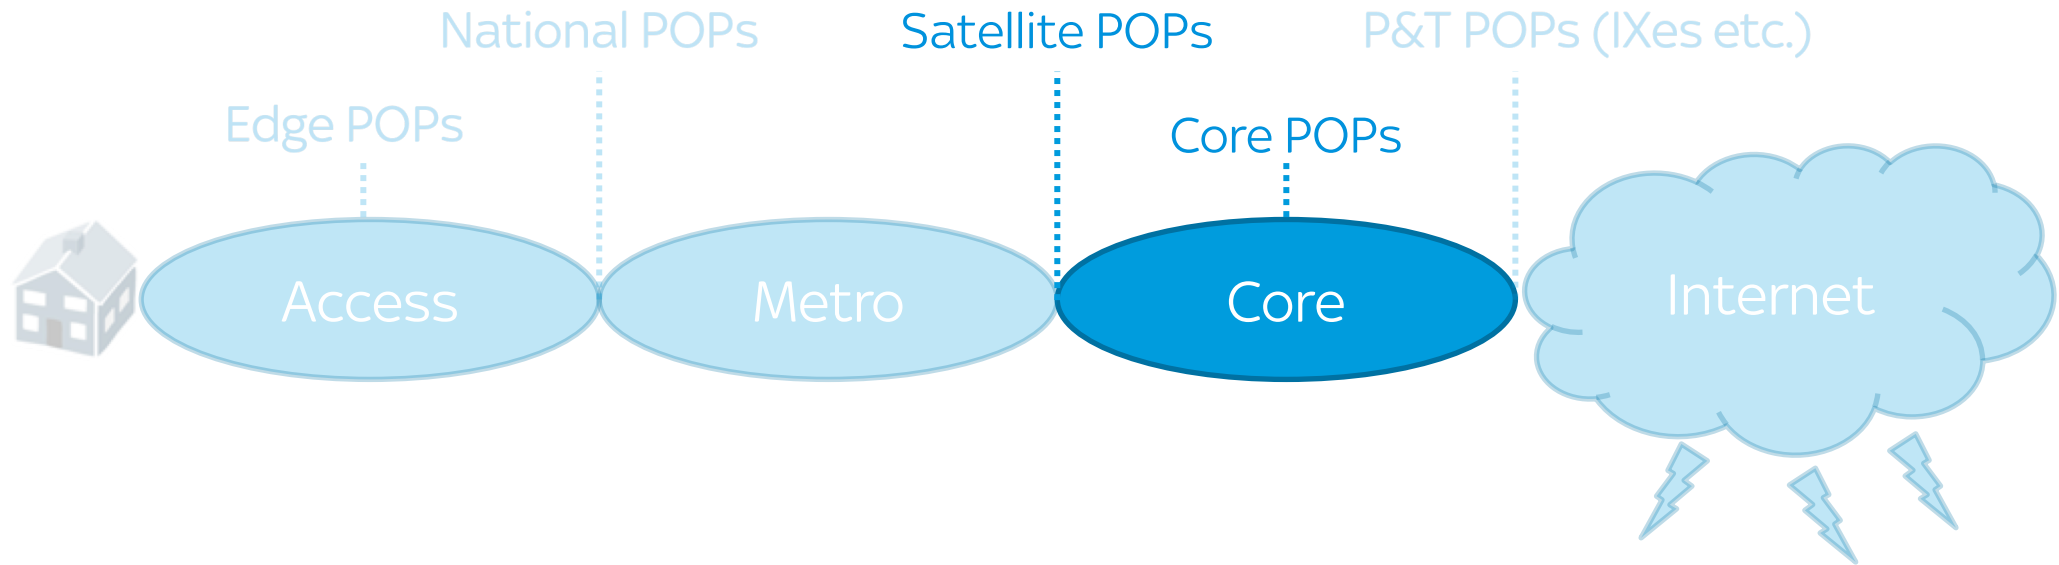 National POPs
Satellite POPs
P&T POPs (IXes etc.)
Edge POPs
Core POPs
Access
Metro
Core
Internet